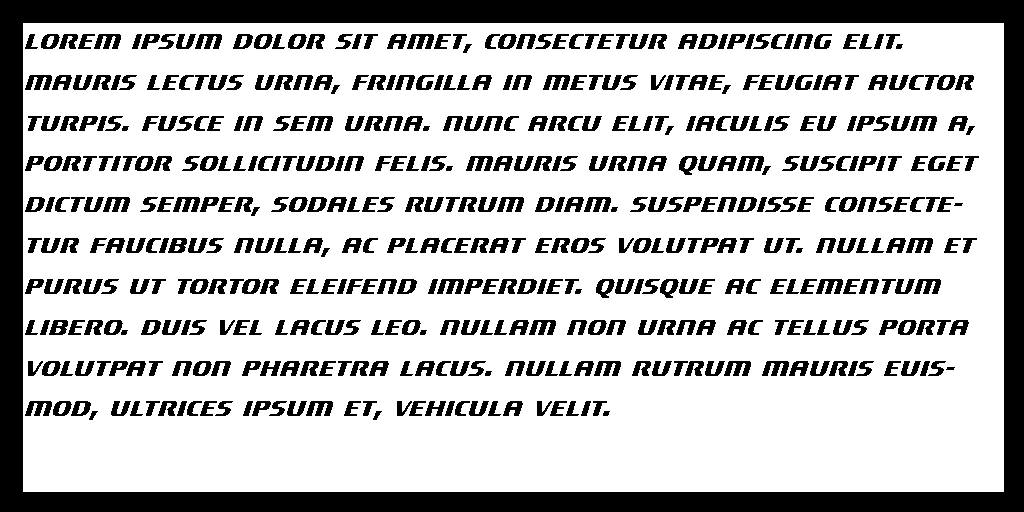 LOREM IPSUM DOLOR SIT AMET, CONSECTETUR ADIPISCING ELIT.
MAURIS LECTUS URNA, FRINGILLA IN METUS VITAE, FEUGIAT AUCTOR
TURPIS. FUSCE IN SEM URNA. NUNC ARCU ELIT, IACULIS EU IPSUM A,
PORTTITOR SOLLICITUDIN FELIS. MAURIS URNA QUAM, SUSCIPIT EGET
DICTUM SEMPER, SODALES RUTRUM DIAM. SUSPENDISSE CONSECTE-
TUR FAUCIBUS NULLA, AC PLACERAT EROS VOLUTPAT UT. NULLAM ET
PURUS UT TORTOR ELEIFEND IMPERDIET. QUISQUE AC ELEMENTUM
LIBERO. DUIS VEL LACUS LEO. NULLAM NON URNA AC TELLUS PORTA
VOLUTPAT NON PHARETRA LACUS. NULLAM RUTRUM MAURIS EUIS-
MOD, ULTRICES IPSUM ET, VEHICULA VELIT.